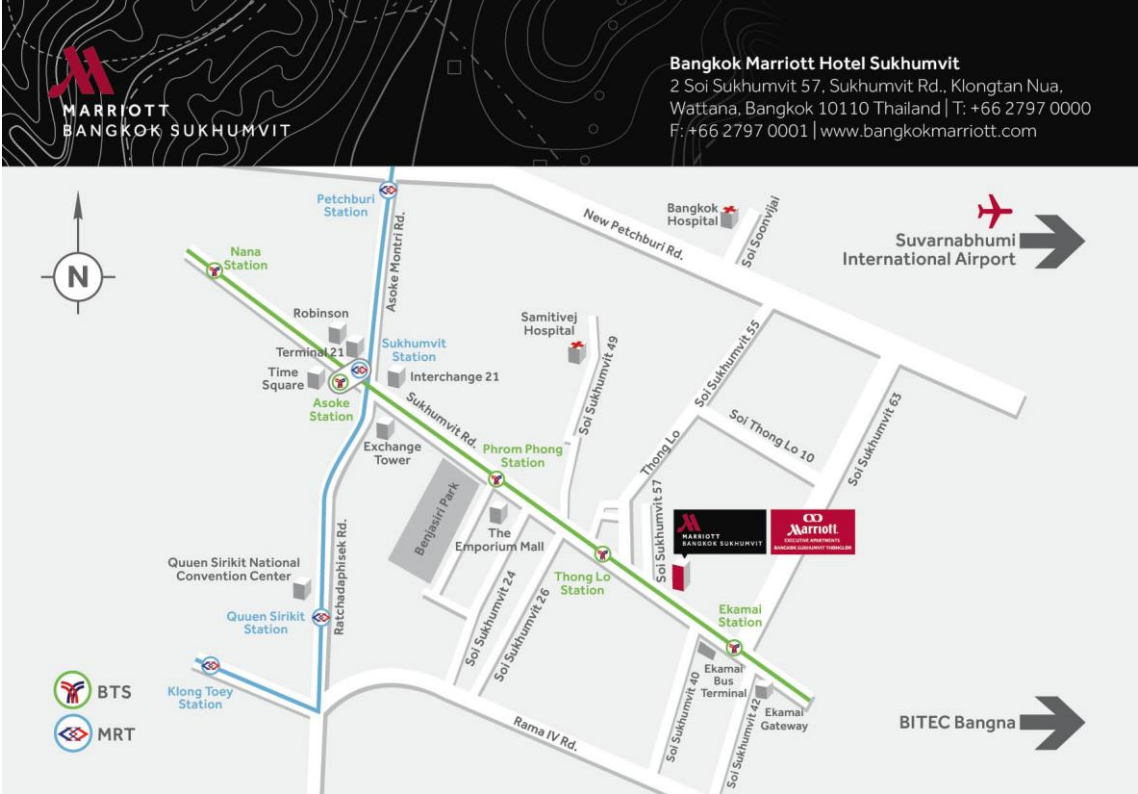 MARRIOTT
BANGKOK SUKHUMVIT
Bangkok Marriott Hotel Sukhumvit
2 Soi Sukhumvit 57, Sukhumvit Rd., Klongtan Nua,
Wattana, Bangkok 10110 Thailand | T: +66 2797 0000
F: +66 2797 0001 | www.bangkokmarriott.com
N
Petchburi
Station
Asoke Montri Rd.
New Petchburi Rd.
Bangkok
Hospital
Soi Soonvijai
Suvarnabhumi
International Airport
Nana
Station
Robinson
Terminal 21
Time
Square
Asoke
Station
Sukhumvit
Station
Interchange 21
Samitivej
Hospital
Soi Sukhumvit 49
Soi Sukhumvit 55
Soi Thong Lo 10
Soi Sukhumvit 63
Sukhumvit Rd.
Exchange
Tower
Phrom Phong
Station
Thong Lo
Benjasiri Park
The
Emporium Mall
Soi Sukhumvit 57
MARRIOTT
BANGKOK SUKHUMVIT
Marriott
EXECUTIVE APARTMENTS
BANGKOK SUKHUMVIT THONGLOR
Quuen Sirikit National
Convention Center
Ratchadaphisek Rd.
Quuen Sirikit
Station
Soi Sukhumvit 24
Soi Sukhumvit 26
Thong Lo
Station
Ekamai
Station
Ekamai
Bus
Terminal
Soi Sukhumvit 40
Soi Sukhumvit 42
Ekamai
Gateway
Klong Toey
Station
Rama IV Rd.
BTS
MRT
BITEC Bangna